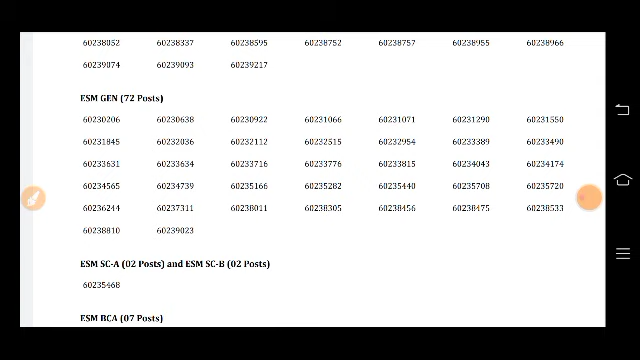 60238052 60238337 60238595 60238752 60238757 60238955 60238966
60239074 60239093 60239217
ESM GEN (72 Posts)
60230206 60230638 60230922 60231066 60231071 60231290 60231550
60231845 60232036 60232112 60232515 60232954 60233389 60233490
60233631 60233634 60233716 60233776 60233815 60234043 60234174
60234565 60234739 60235166 60235282 60235440 60235708 60235720
60236244 60237311 60238011 60238305 60238456 60238475 60238533
60238810 60239023
ESM SC-A (02 Posts) and ESM SC-B (02 Posts)
60235468
ESM BCA (07 Posts)